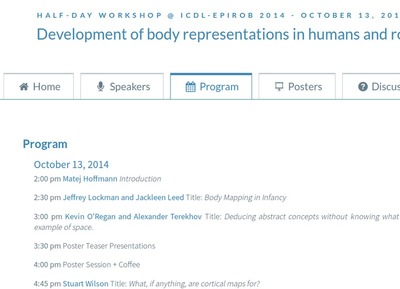 HALF-DAY WORKSHOP @ ICDL-EPIROB 2014 - OCTOBER 13, 201
Development of body representations in humans and ro
Home
Speakers
Program
Posters
Discus
Program
October 13, 2014
2:00 pm Matej Hoffmann Introduction
2:30 pm Jeffrey Lockman and Jackleen Leed Title: Body Mapping in Infancy
3:00 pm Kevin O'Regan and Alexander Terekhov Title: Deducing abstract concepts without knowing what
example of space.
3:30 pm Poster Teaser Presentations
4:00 pm Poster Session + Coffee
4:45 pm Stuart Wilson Title: What, if anything, are cortical maps for?